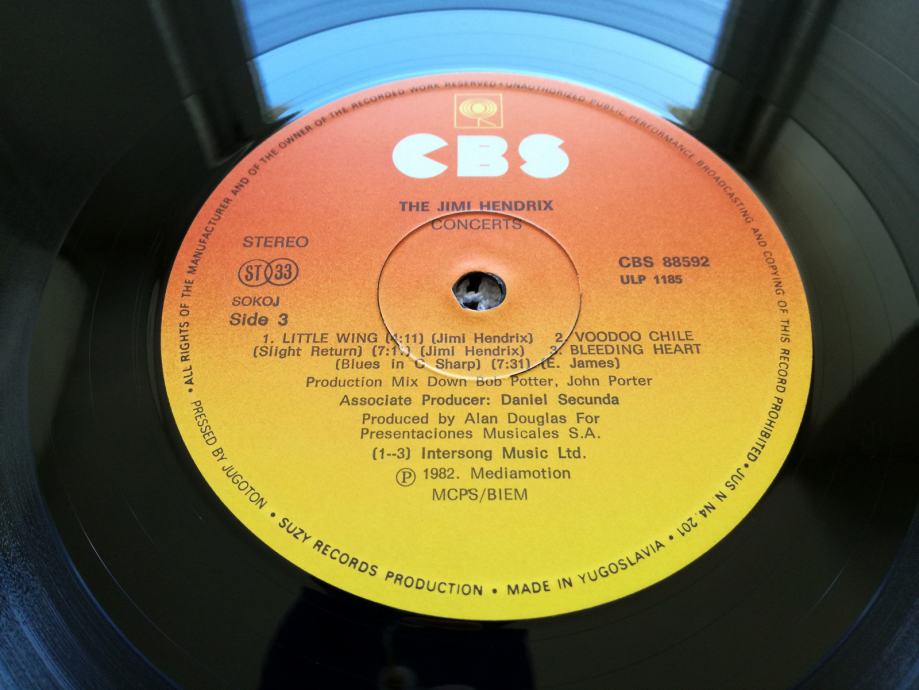 CBS
THE JIMI HENDRIX
CONCERTS
STEREO
ST 33
SOKOJ
Side 3
CBS 88592
ULP 1185
1. LITTLE WING (4:11) (Jimi Hendrix) 2. VOODOO CHILE
(Slight Return) (7:11) (Jimi Hendrix) 3. BLEEDING HEART
(Blues in C Sharp) (7:31) (E. James)
Production Mix Down Bob Potter, John Porter
Associate Producer: Daniel Secunda
Produced by Alan Douglas For
Presentaciones Musicales S.A.
(1--3) Intersong Music Ltd.
Ⓟ 1982. Mediamotion
MCPS/BIEM
• ALL RIGHTS OF THE MANUFACTURER AND OF THE OWNER OF THE RECORDED WORK RESERVED • UNAUTHORIZED PUBLIC PERFORMANCE BROADCASTING AND COPYING OF THIS RECORD PROHIBITED • JUS N N4. 201 •
PRESSED BY JUGOTON • SUZY RECORDS PRODUCTION • MADE IN YUGOSLAVIA